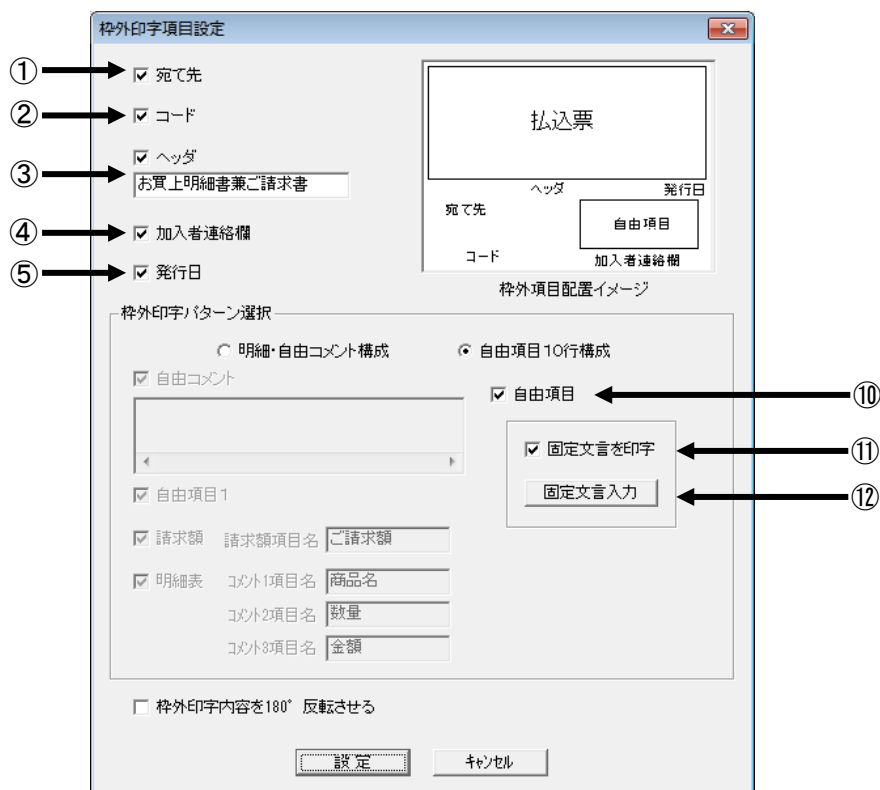 枠外印字項目設定
① 宛て先
② コード
ヘッダ
③ お買上明細書兼ご請求書
④ 加入者連絡欄
⑤ 発行日
払込票
ヘッダ 発行日
宛て先 自由項目
コード 加入者連絡欄
枠外項目配置イメージ
枠外印字パターン選択
明細・自由コメント構成 自由項目10行構成
自由コメント
自由項目 ⑩
固定文言を印字 ⑪
固定文言入力 ⑫
自由項目1
請求額 請求額項目名 ご請求額
明細表 コメント1項目名 商品名
コメント2項目名 数量
コメント3項目名 金額
枠外印字内容を180° 反転させる
設定 キャンセル